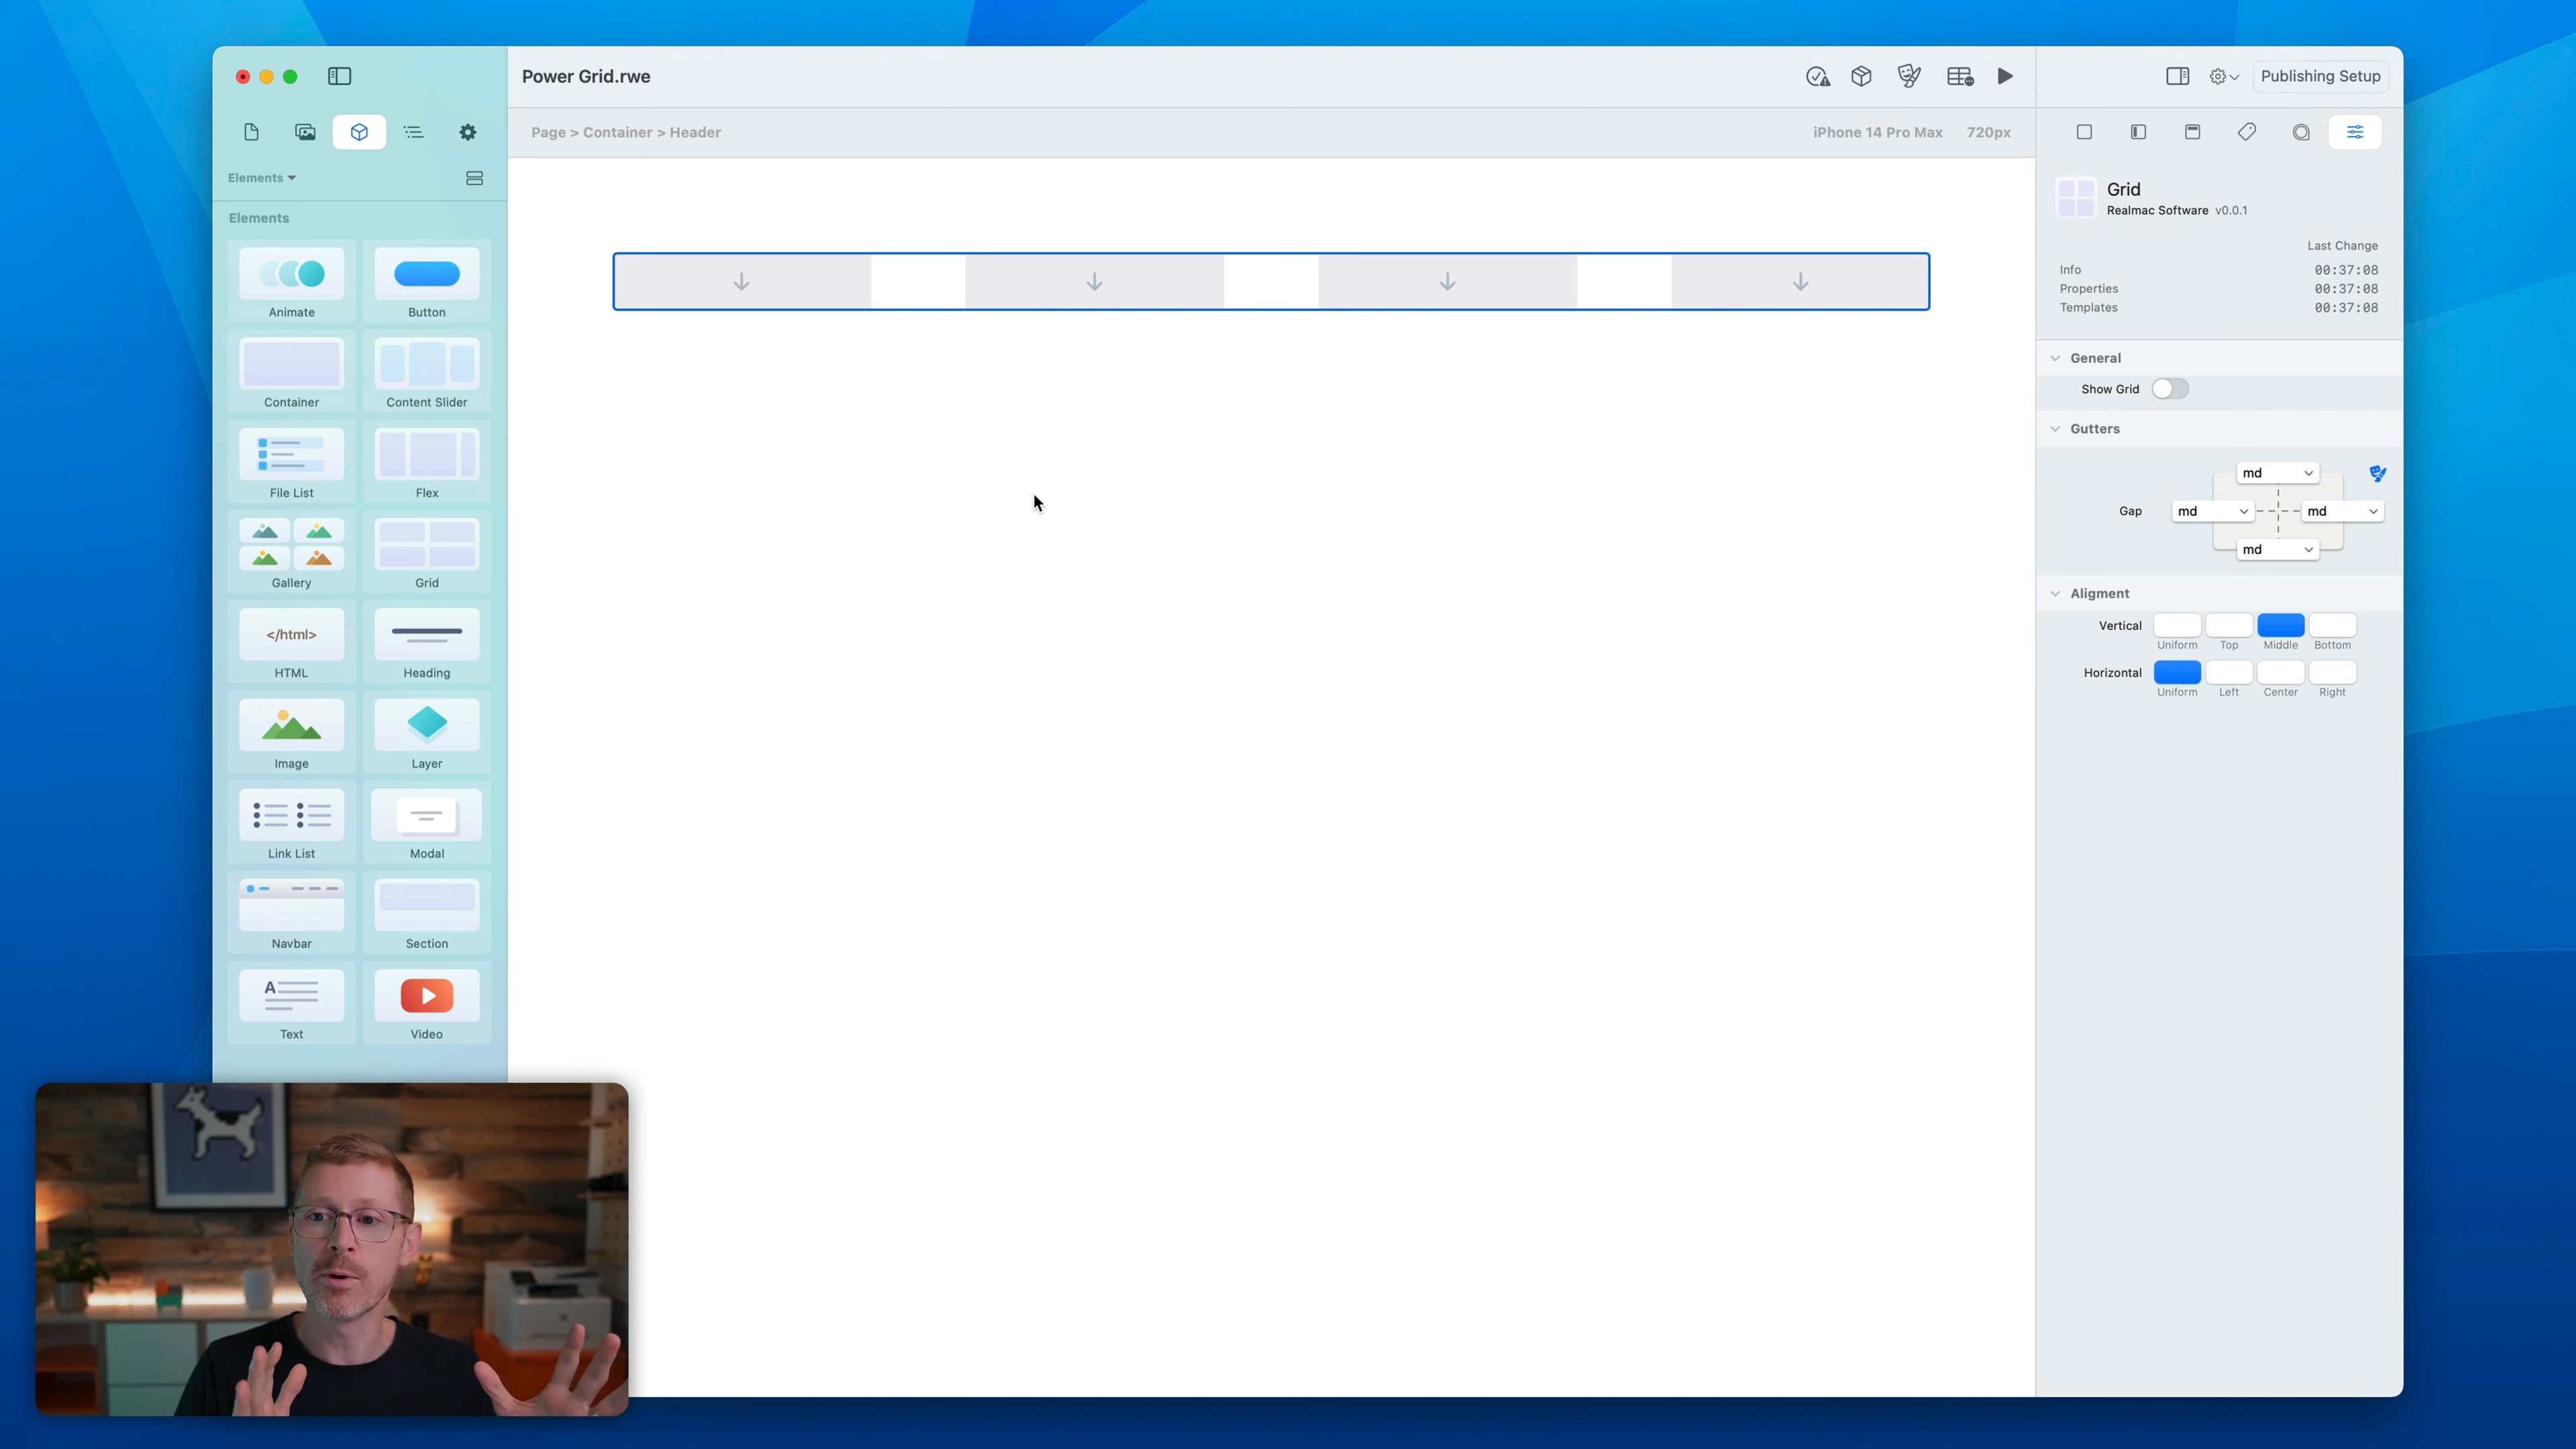 Power Grid.rwe
Publishing Setup
Page > Container > Header
iPhone 14 Pro Max 720px
Elements
Elements
Animate
Button
Container
Content Slider
File List
Flex
Gallery
Grid
</html>
HTML
Heading
Image
Layer
Link List
Modal
Navbar
Section
A
Text
Video
Grid
Realmac Software v0.0.1
Last Change
Info 00:37:08
Properties 00:37:08
Templates 00:37:08
General
Show Grid
Gutters
md
Gap md md
md
Aligment
Vertical
Uniform Top Middle Bottom
Horizontal
Uniform Left Center Right